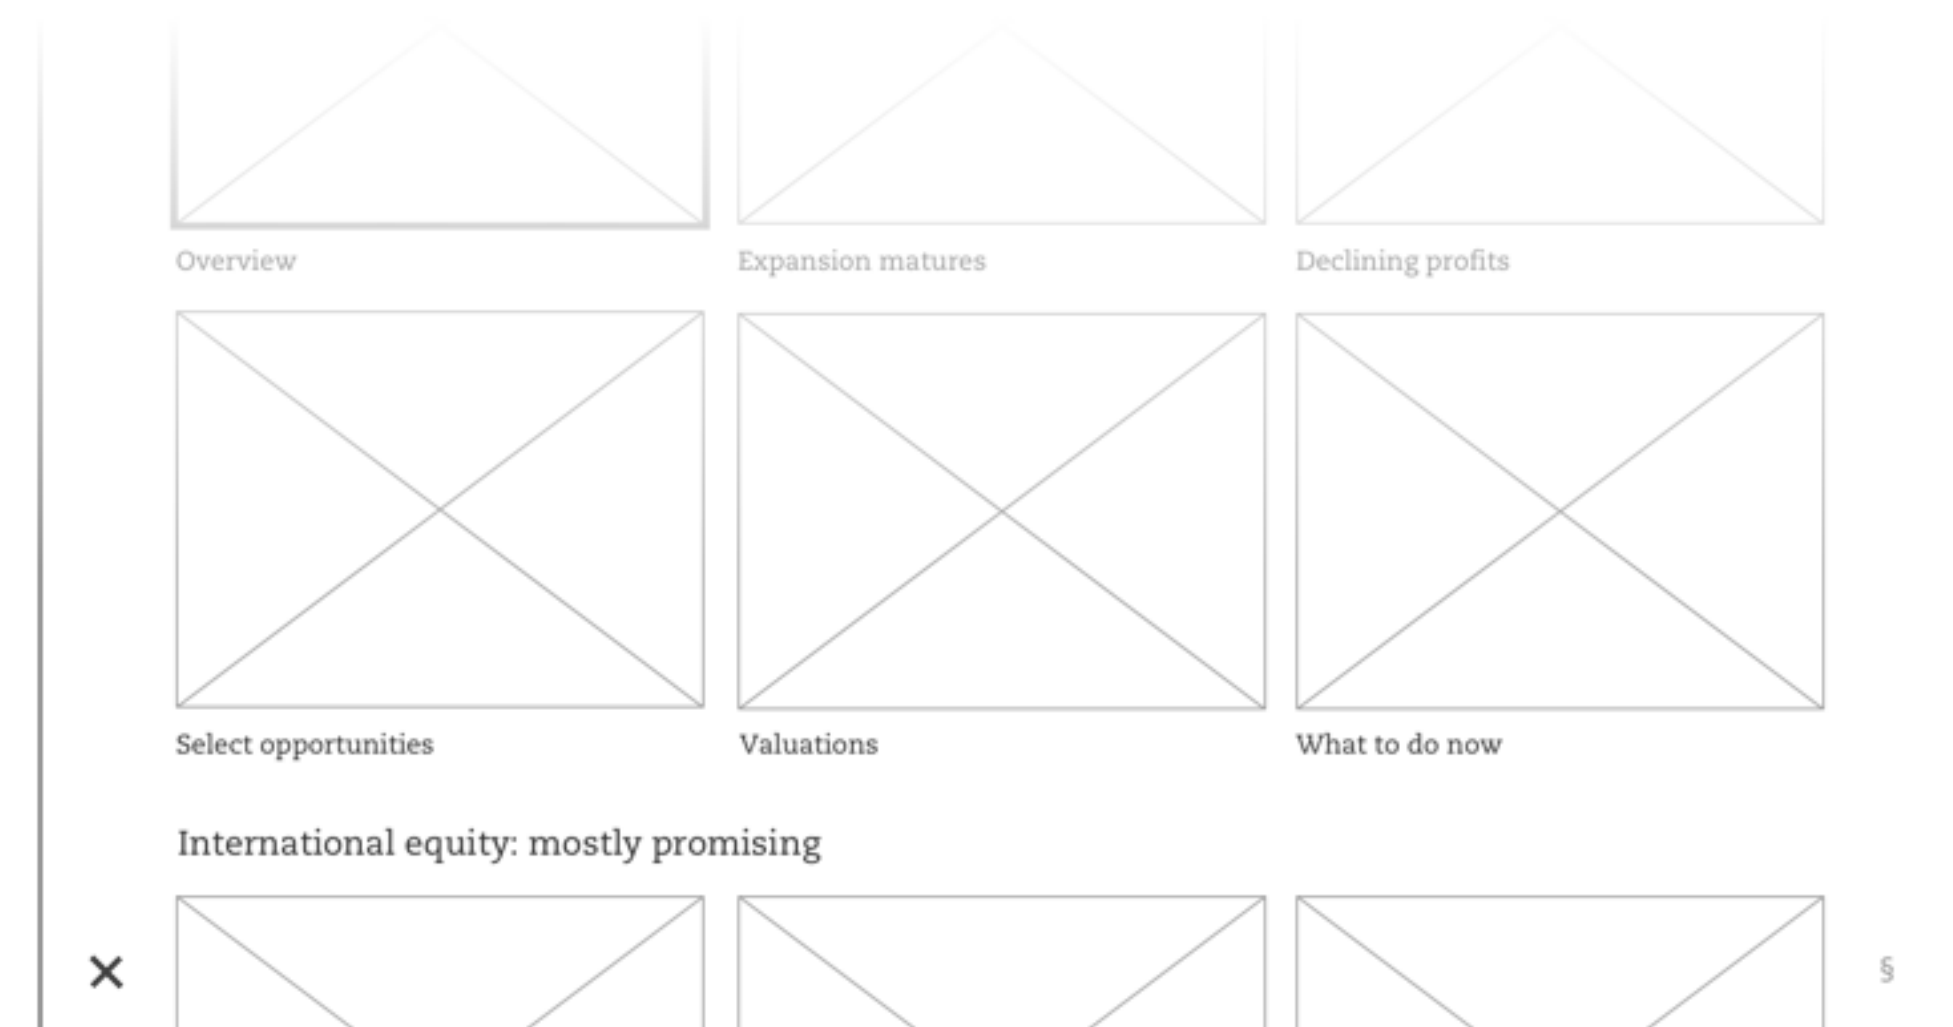 Overview
Expansion matures
Declining profits
Select opportunities
Valuations
What to do now
International equity: mostly promising
§